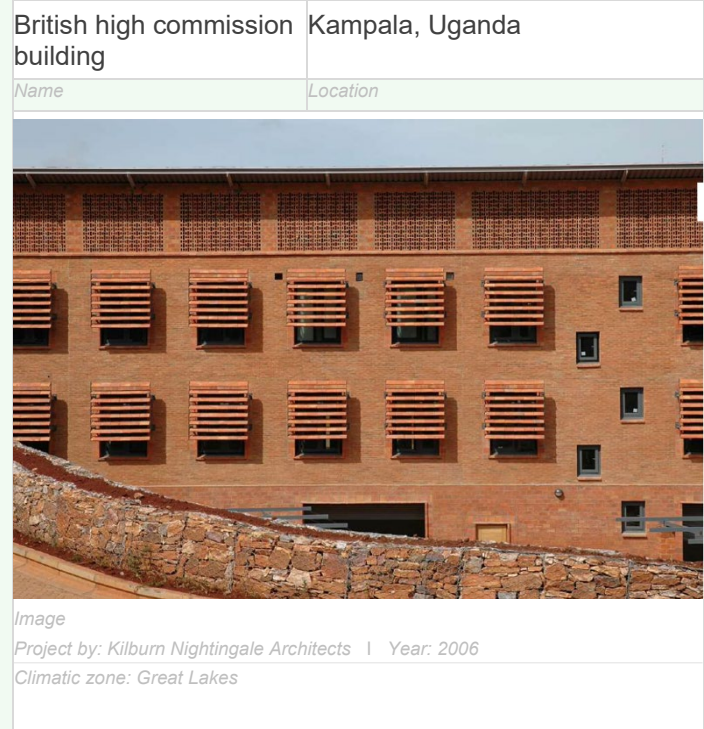 British high commission
building
Kampala, Uganda
Name
Location
Image
Project by: Kilburn Nightingale Architects I Year: 2006
Climatic zone: Great Lakes